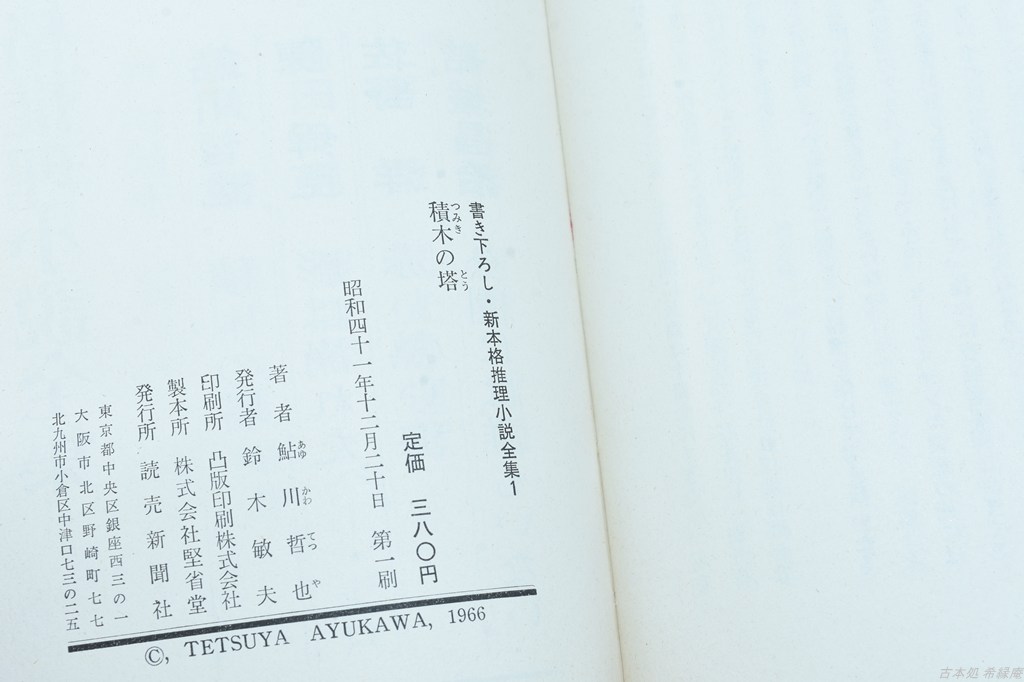 書き下ろし・新本格推理小説全集1
積木の塔
つみき
とう
定価 三八〇円
昭和四十一年十二月二十日 第一刷
著者 鮎川哲也
あゆ かわ てつ や
発行者 鈴木敏夫
印刷所 凸版印刷株式会社
製本所 株式会社堅省堂
発行所 読売新聞社
東京都中央区銀座西三の一
大阪市北区野崎町七七
北九州市小倉区中津口七三の二五
©, TETSUYA AYUKAWA, 1966
古本処 希縁庵